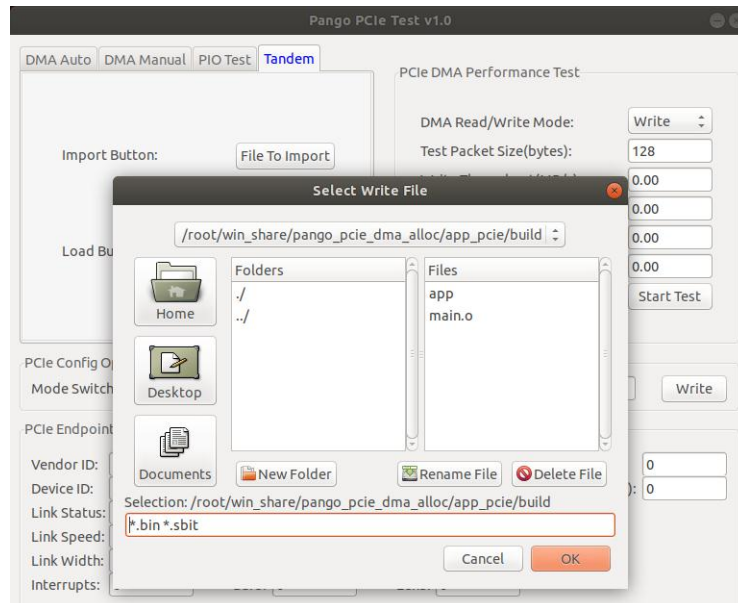 Pango PCIe Test v1.0
DMA Auto DMA Manual PIO Test Tandem
PCIe DMA Performance Test
DMA Read/Write Mode: Write
Import Button: File To Import
Test Packet Size(bytes): 128
Select Write File
0.00
0.00
/root/win_share/pango_pcie_dma_alloc/app_pcie/build
0.00
Load Bu
0.00
Folders Files
./ app
../ main.o
Home
Start Test
PCIe Config O
Mode Switch
Desktop
Write
PCIe Endpoint
Vendor ID: 0
Documents New Folder Rename File Delete File
Device ID: ): 0
Selection: /root/win_share/pango_pcie_dma_alloc/app_pcie/build
Link Status:
*.bin *.sbit
Link Speed:
Link Width:
Cancel OK
Interrupts: